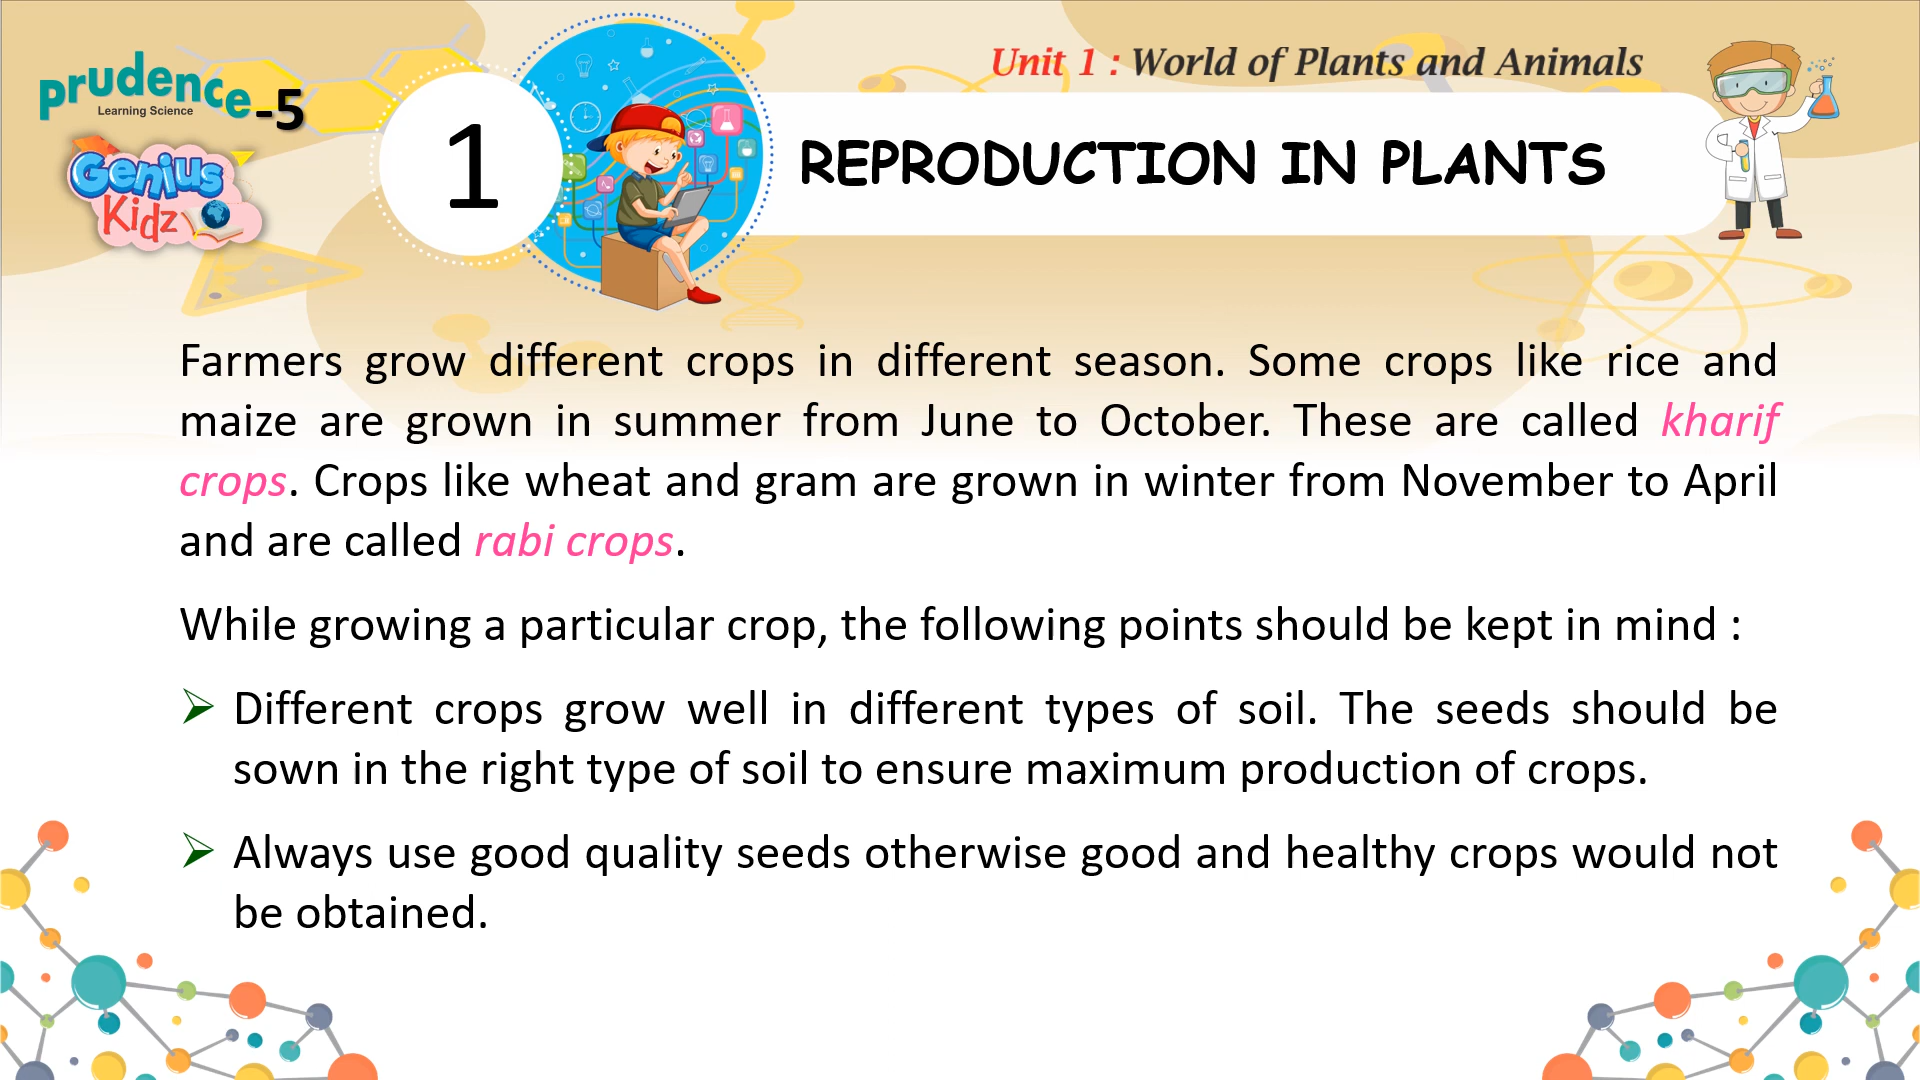 prudence-5
Learning Science
Genius
Kidz
1
Unit 1 : World of Plants and Animals
REPRODUCTION IN PLANTS
Farmers grow different crops in different season. Some crops like rice and
maize are grown in summer from June to October. These are called kharif
crops. Crops like wheat and gram are grown in winter from November to April
and are called rabi crops.
While growing a particular crop, the following points should be kept in mind :
➢ Different crops grow well in different types of soil. The seeds should be
sown in the right type of soil to ensure maximum production of crops.
➢ Always use good quality seeds otherwise good and healthy crops would not
be obtained.